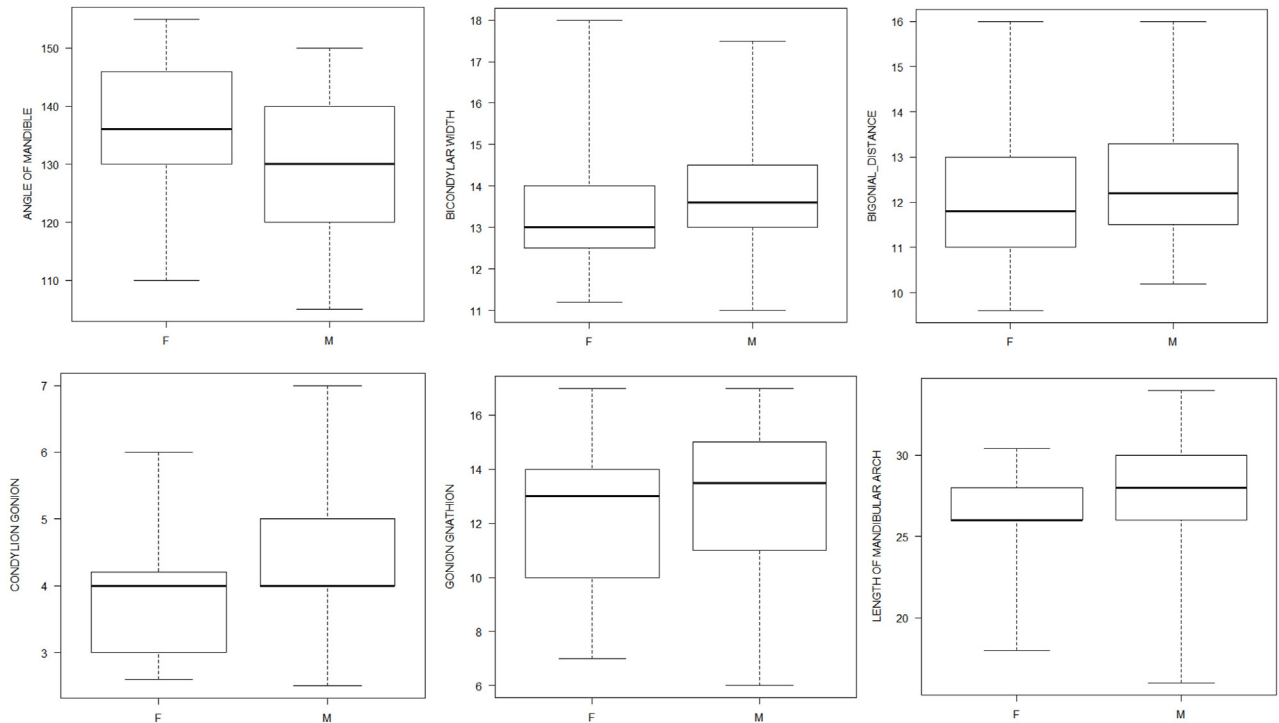 ANGLE OF MANDIBLE
150
140
130
120
110
F M
BICONDYLAR WIDTH
18
17
16
15
14
13
12
11
F M
BIGONIAL_DISTANCE
16
15
14
13
12
11
10
F M
CONDYLION GONION
7
6
5
4
3
F M
GONION GNATHION
16
14
12
10
8
6
F M
LENGTH OF MANDIBULAR ARCH
30
25
20
F M